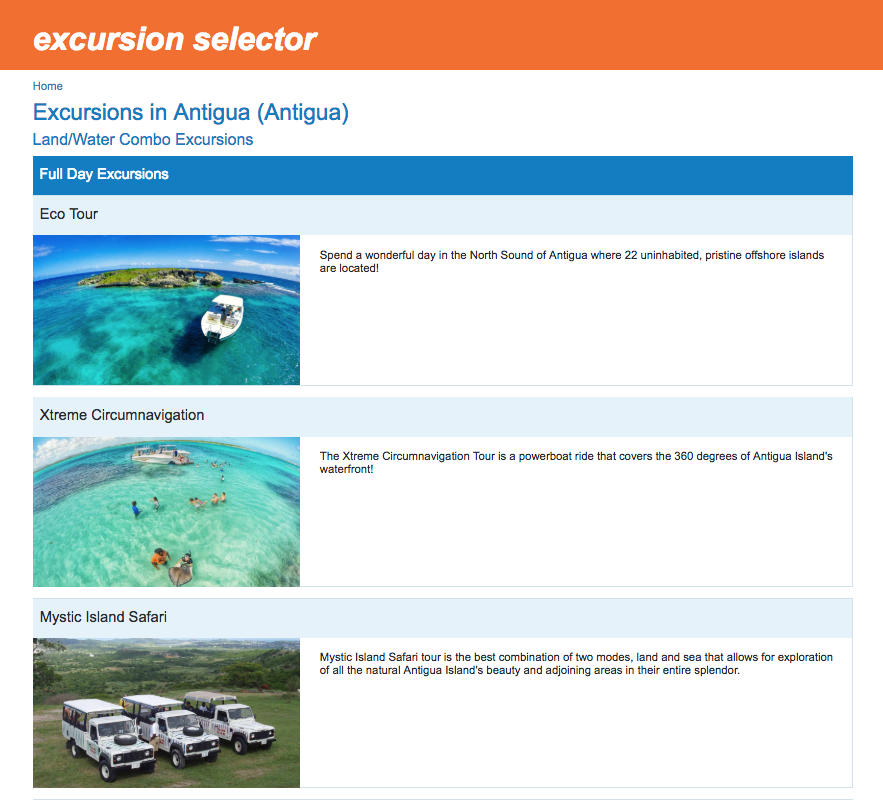 excursion selector
Home
Excursions in Antigua (Antigua)
Land/Water Combo Excursions
Full Day Excursions
Eco Tour
Spend a wonderful day in the North Sound of Antigua where 22 uninhabited, pristine offshore islands
are located!
Xtreme Circumnavigation
The Xtreme Circumnavigation Tour is a powerboat ride that covers the 360 degrees of Antigua Island's
waterfront!
Mystic Island Safari
Mystic Island Safari tour is the best combination of two modes, land and sea that allows for exploration
of all the natural Antigua Island's beauty and adjoining areas in their entire splendor.